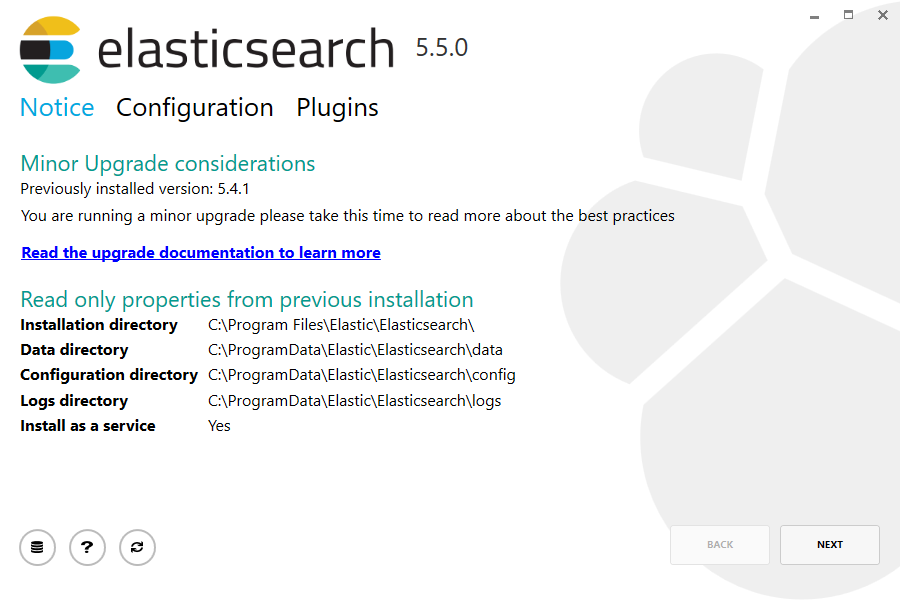 elasticsearch 5.5.0
Notice Configuration Plugins
Minor Upgrade considerations
Previously installed version: 5.4.1
You are running a minor upgrade please take this time to read more about the best practices
Read the upgrade documentation to learn more
Read only properties from previous installation
Installation directory C:\Program Files\Elastic\Elasticsearch\
Data directory C:\ProgramData\Elastic\Elasticsearch\data
Configuration directory C:\ProgramData\Elastic\Elasticsearch\config
Logs directory C:\ProgramData\Elastic\Elasticsearch\logs
Install as a service Yes
? BACK NEXT